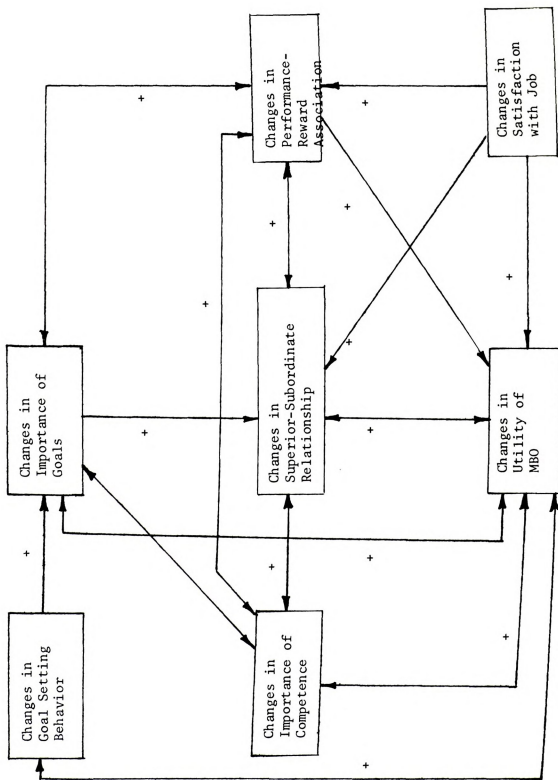 Changes in
Goal Setting
Behavior
+
Changes in
Importance of
Goals
+
+
+
Changes in
Importance of
Competence
+
Changes in
Superior-Subordinate
Relationship
+
Changes in
Performance-
Reward
Association
+
+
+
+
+
+
+
+
Changes in
Utility of
MBO
+
Changes in
Satisfaction
with Job